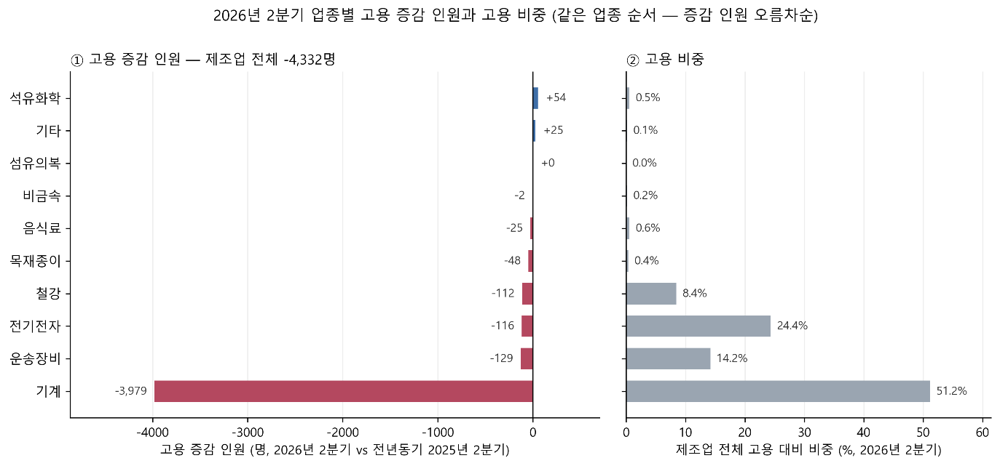 2026년 2분기 업종별 고용 증감 인원과 고용 비중 (같은 업종 순서 — 증감 인원 오름차순)
① 고용 증감 인원 — 제조업 전체 -4,332명
석유화학 +54
기타 +25
섬유의복 +0
비금속 -2
음식료 -25
목재종이 -48
철강 -112
전기전자 -116
운송장비 -129
기계 -3,979
-4000 -3000 -2000 -1000 0
고용 증감 인원 (명, 2026년 2분기 vs 전년동기 2025년 2분기)
② 고용 비중
0.5%
0.1%
0.0%
0.2%
0.6%
0.4%
8.4%
24.4%
14.2%
51.2%
0 10 20 30 40 50 60
제조업 전체 고용 대비 비중 (%, 2026년 2분기)